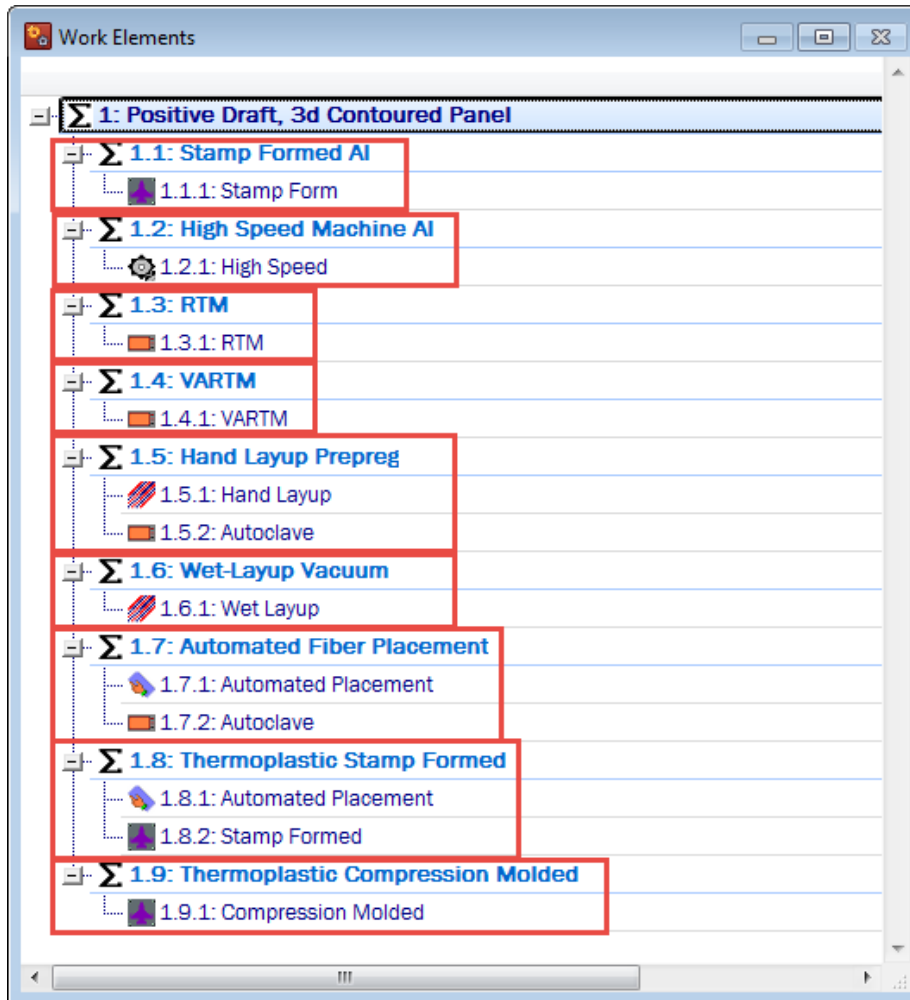 Work Elements
Σ 1: Positive Draft, 3d Contoured Panel
Σ 1.1: Stamp Formed Al
1.1.1: Stamp Form
Σ 1.2: High Speed Machine Al
1.2.1: High Speed
Σ 1.3: RTM
1.3.1: RTM
Σ 1.4: VARTM
1.4.1: VARTM
Σ 1.5: Hand Layup Prepreg
1.5.1: Hand Layup
1.5.2: Autoclave
Σ 1.6: Wet-Layup Vacuum
1.6.1: Wet Layup
Σ 1.7: Automated Fiber Placement
1.7.1: Automated Placement
1.7.2: Autoclave
Σ 1.8: Thermoplastic Stamp Formed
1.8.1: Automated Placement
1.8.2: Stamp Formed
Σ 1.9: Thermoplastic Compression Molded
1.9.1: Compression Molded